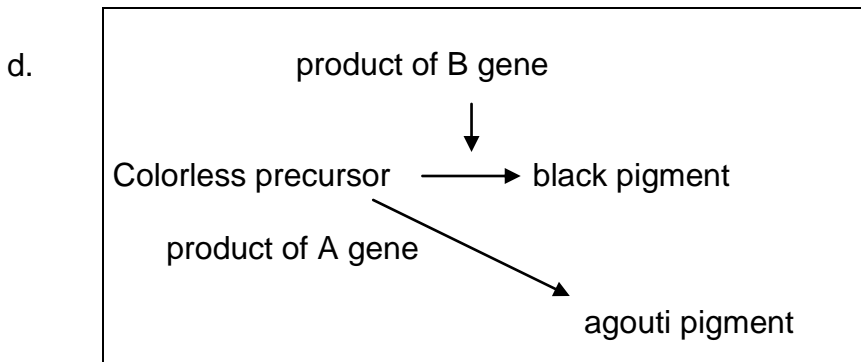 d.
product of B gene
Colorless precursor black pigment
product of A gene
agouti pigment